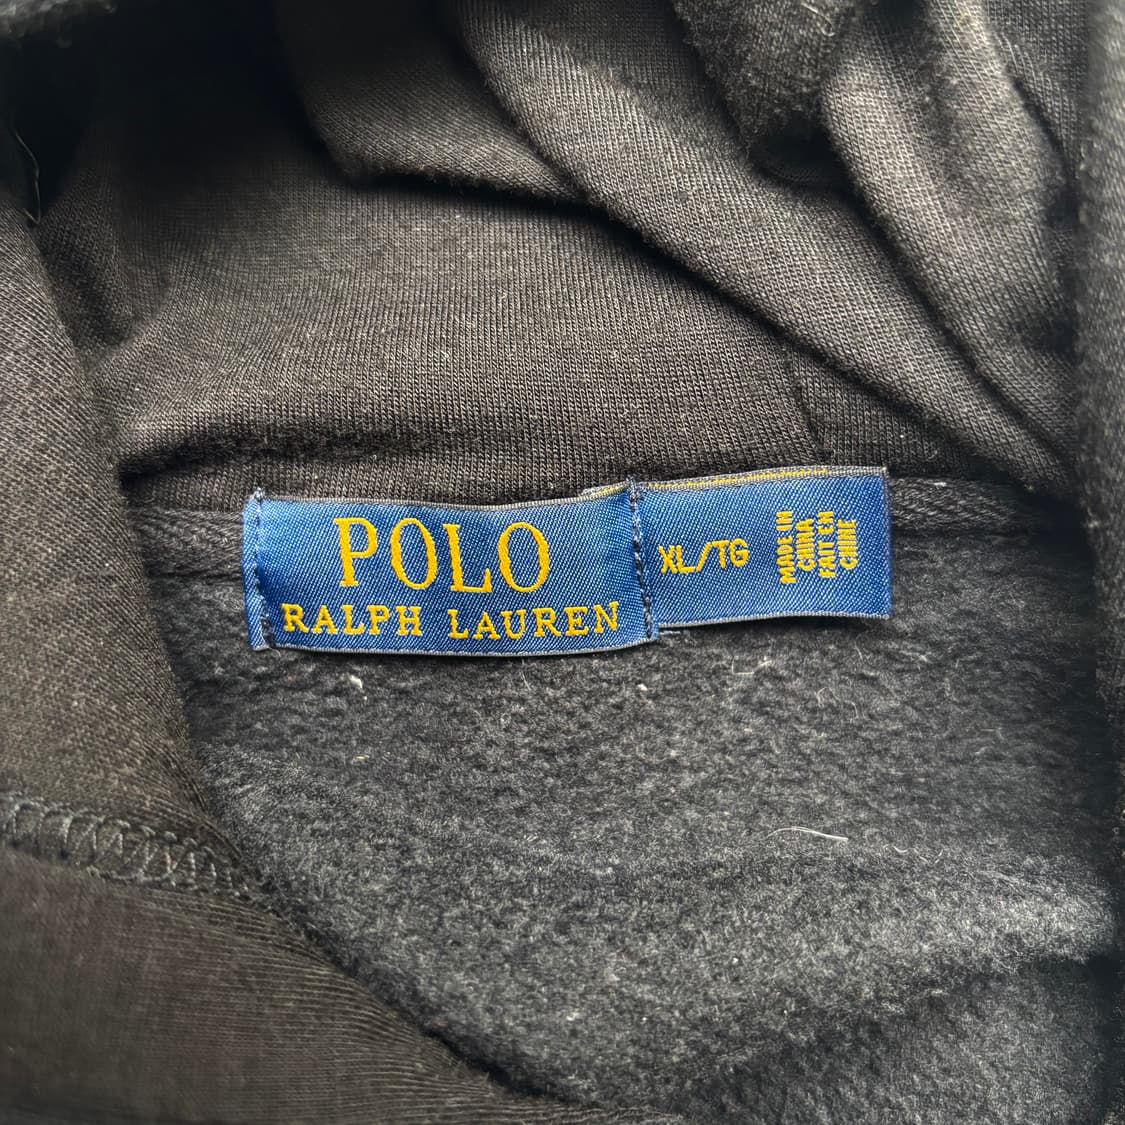 POLO
RALPH LAUREN
XL/TG
MADE IN
CHINA
FAIT EN
CHINE